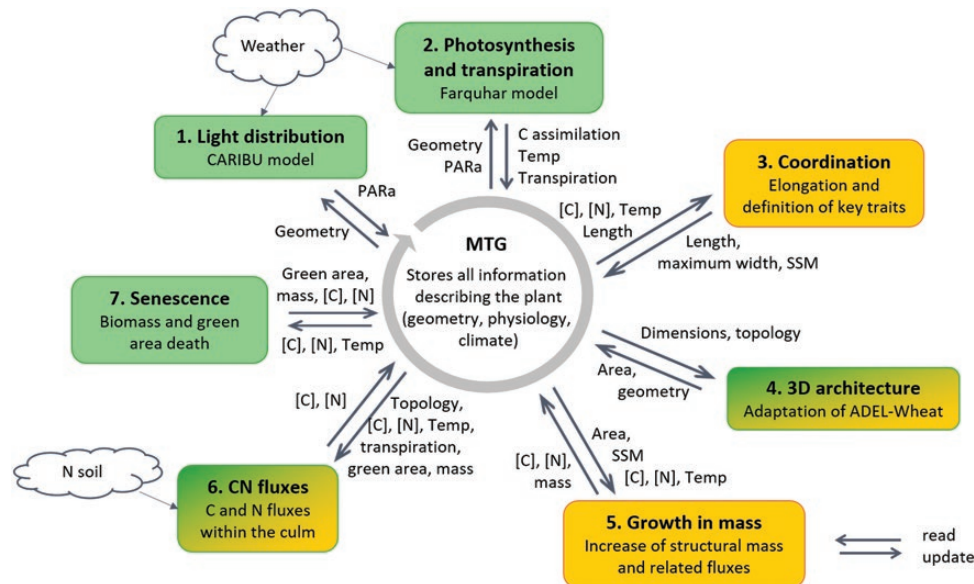 Weather
2. Photosynthesis
and transpiration
Farquhar model
1. Light distribution
CARIBU model
Geometry
PARa
C assimilation
Temp
Transpiration
3. Coordination
Elongation and
definition of key traits
PARa
Geometry
[C], [N], Temp
Length
Length,
maximum width, SSM
MTG
Stores all information
describing the plant
(geometry, physiology,
climate)
7. Senescence
Biomass and green
area death
Green area,
mass, [C], [N]
[C], [N], Temp
Dimensions, topology
Area,
geometry
4. 3D architecture
Adaptation of ADEL-Wheat
[C], [N]
Topology,
[C], [N], Temp,
transpiration,
green area, mass
Area,
SSM
[C], [N], Temp
[C], [N],
mass
N soil
6. CN fluxes
C and N fluxes
within the culm
5. Growth in mass
Increase of structural mass
and related fluxes
read
update